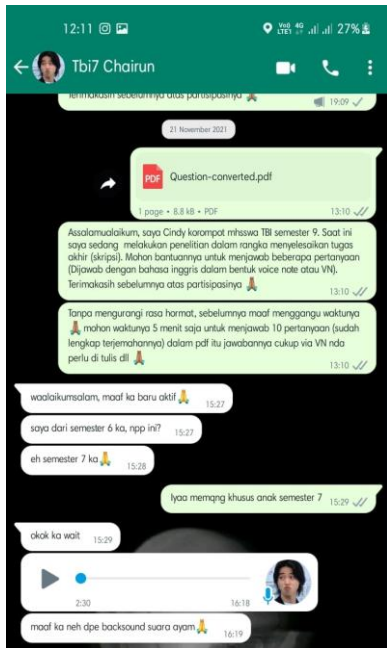 12:11
Vo)) 4G
LTE1
27%
Tbi7 Chairun
Terimakasih sebelumnya atas partisipasinya 🙏🏽
19:09
21 November 2021
PDF
Question-converted.pdf
1 page • 8.8 kB • PDF
13:10
Assalamualaikum, saya Cindy korompot mhsswa TBI semester 9. Saat ini
saya sedang melakukan penelitian dalam rangka menyelesaikan tugas
akhir (skripsi). Mohon bantuannya untuk menjawab beberapa pertanyaan
(Dijawab dengan bahasa inggris dalam bentuk voice note atau VN).
Terimakasih sebelumnya atas partisipasinya 🙏🏽
13:10
Tanpa mengurangi rasa hormat, sebelumnya maaf menggangu waktunya
🙏🏽 mohon waktunya 5 menit saja untuk menjawab 10 pertanyaan (sudah
lengkap terjemahannya) dalam pdf itu jawabannya cukup via VN nda
perlu di tulis dll 🙏🏽
13:10
waalaikumsalam, maaf ka baru aktif🙏
15:27
saya dari semester 6 ka, npp ini?
15:27
eh semester 7 ka🙏
15:28
Iyaa memqng khusus anak semester 7
15:29
okok ka wait
15:29
2:30
16:18
maaf ka neh dpe backsound suara ayam🙏
16:19